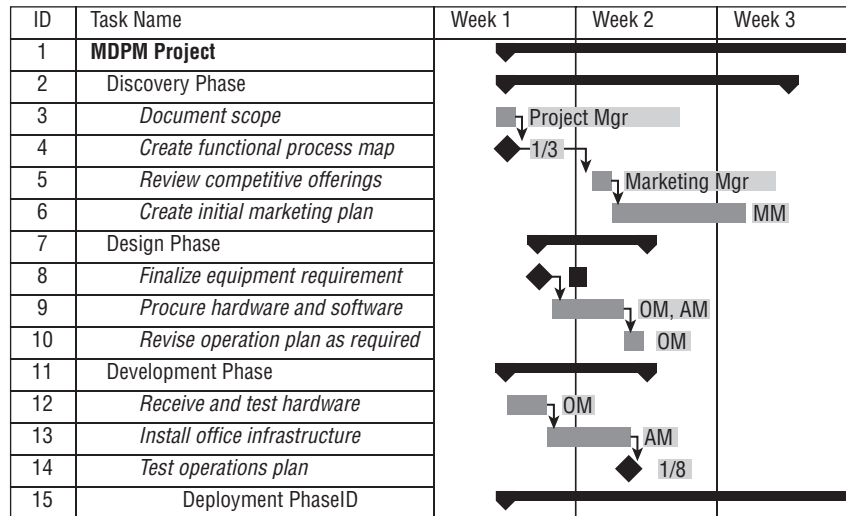 ID Task Name Week 1 Week 2 Week 3
1 MDPM Project
2 Discovery Phase
3 Document scope Project Mgr
4 Create functional process map 1/3
5 Review competitive offerings Marketing Mgr
6 Create initial marketing plan MM
7 Design Phase
8 Finalize equipment requirement
9 Procure hardware and software OM, AM
10 Revise operation plan as required OM
11 Development Phase
12 Receive and test hardware OM
13 Install office infrastructure AM
14 Test operations plan 1/8
15 Deployment PhaseID